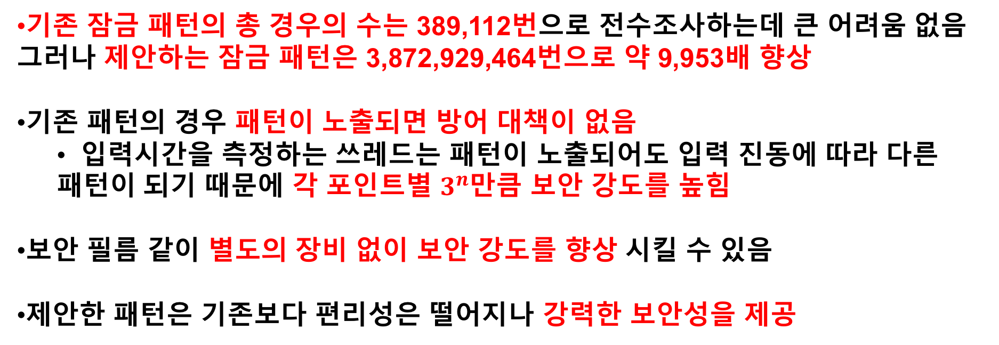 •기존 잠금 패턴의 총 경우의 수는 389,112번으로 전수조사하는데 큰 어려움 없음
그러나 제안하는 잠금 패턴은 3,872,929,464번으로 약 9,953배 향상
•기존 패턴의 경우 패턴이 노출되면 방어 대책이 없음
• 입력시간을 측정하는 쓰레드는 패턴이 노출되어도 입력 진동에 따라 다른
패턴이 되기 때문에 각 포인트별 3ⁿ만큼 보안 강도를 높힘
•보안 필름 같이 별도의 장비 없이 보안 강도를 향상 시킬 수 있음
•제안한 패턴은 기존보다 편리성은 떨어지나 강력한 보안성을 제공